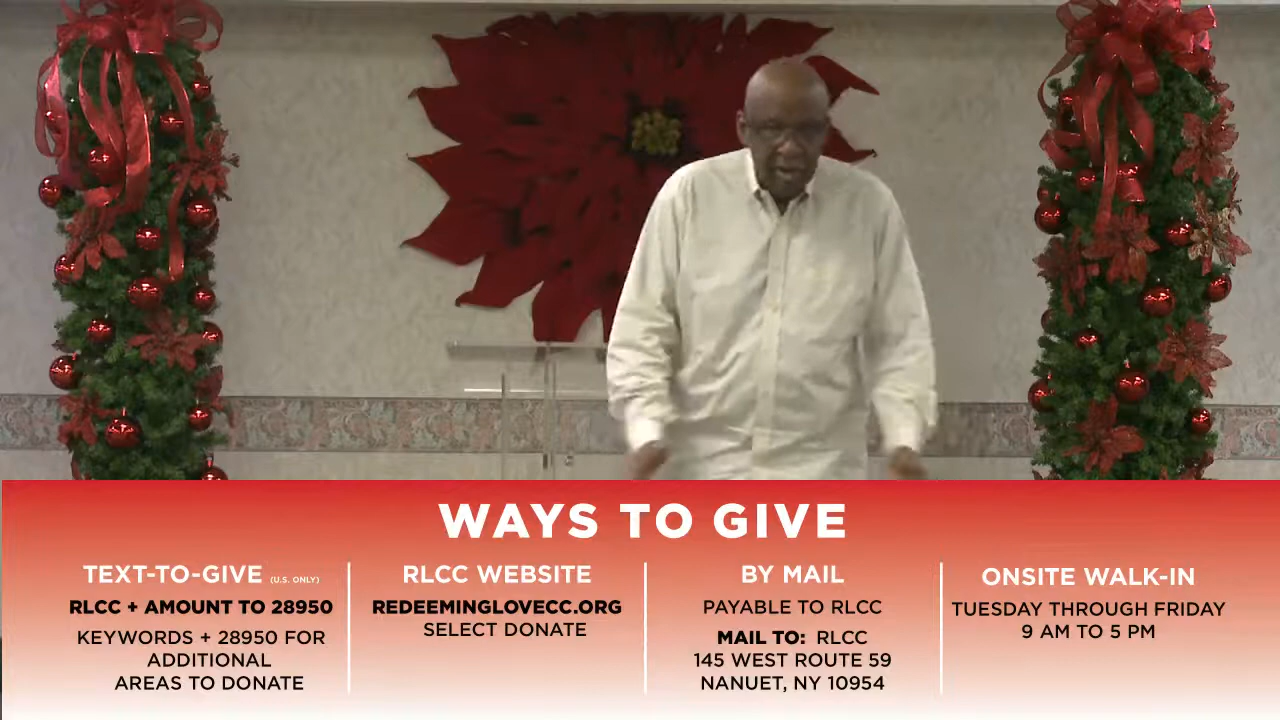 WAYS TO GIVE
TEXT-TO-GIVE (U.S. ONLY)
RLCC + AMOUNT TO 28950
KEYWORDS + 28950 FOR
ADDITIONAL
AREAS TO DONATE
RLCC WEBSITE
REDEEMINGLOVECC.ORG
SELECT DONATE
BY MAIL
PAYABLE TO RLCC
MAIL TO: RLCC
145 WEST ROUTE 59
NANUET, NY 10954
ONSITE WALK-IN
TUESDAY THROUGH FRIDAY
9 AM TO 5 PM